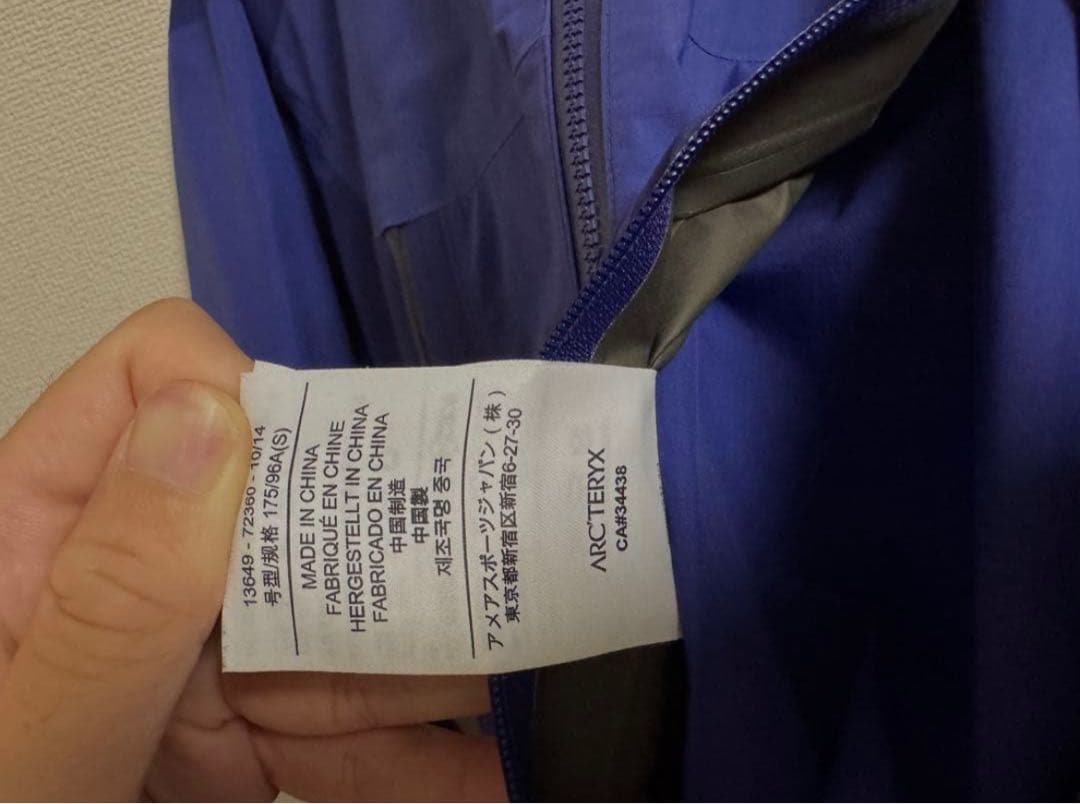 13649 - 72360 - 10/14
号型/规格 175/96A(S)
MADE IN CHINA
FABRIQUÉ EN CHINE
HERGESTELLT IN CHINA
FABRICADO EN CHINA
中国制造
中国製
제조국명 중국
アメアスポーツジャパン(株)
東京都新宿区新宿6-27-30
ARC'TERYX
CA#34438